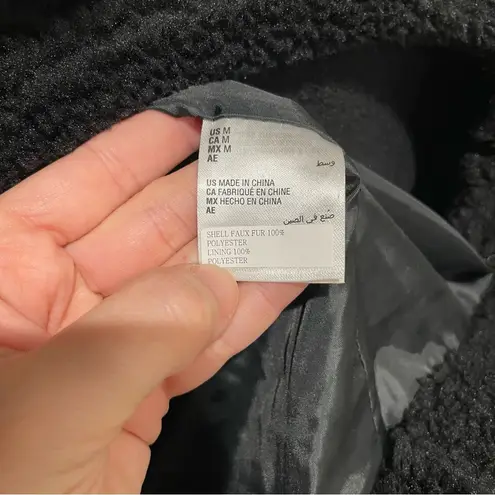 US M
CA M
MX M
AE وسط
US MADE IN CHINA
CA FABRIQUÉ EN CHINE
MX HECHO EN CHINA
AE صنع في الصين
SHELL FAUX FUR 100%
POLYESTER
LINING 100%
POLYESTER